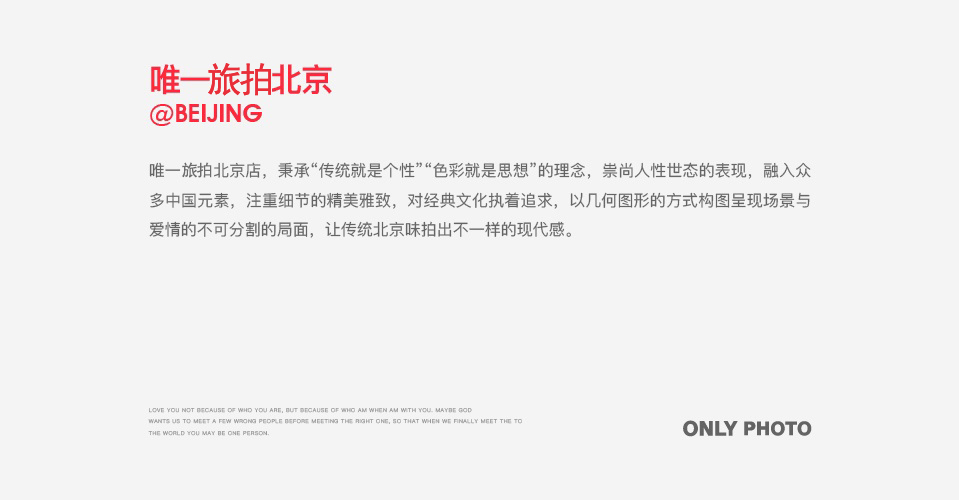 唯一旅拍北京
@BEIJING
唯一旅拍北京店，秉承“传统就是个性”“色彩就是思想”的理念，崇尚人性世态的表现，融入众
多中国元素，注重细节的精美雅致，对经典文化执着追求，以几何图形的方式构图呈现场景与
爱情的不可分割的局面，让传统北京味拍出不一样的现代感。
LOVE YOU NOT BECAUSE OF WHO YOU ARE, BUT BECAUSE OF WHO AM WHEN AM WITH YOU. MAYBE GOD
WANTS US TO MEET A FEW WRONG PEOPLE BEFORE MEETING THE RIGHT ONE, SO THAT WHEN WE FINALLY MEET THE TO
THE WORLD YOU MAY BE ONE PERSON.
ONLY PHOTO